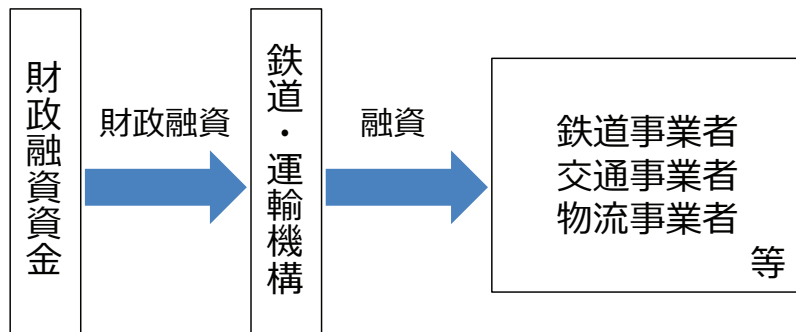 財政融資資金
財政融資
鉄道・運輸機構
融資
鉄道事業者
交通事業者
物流事業者
等